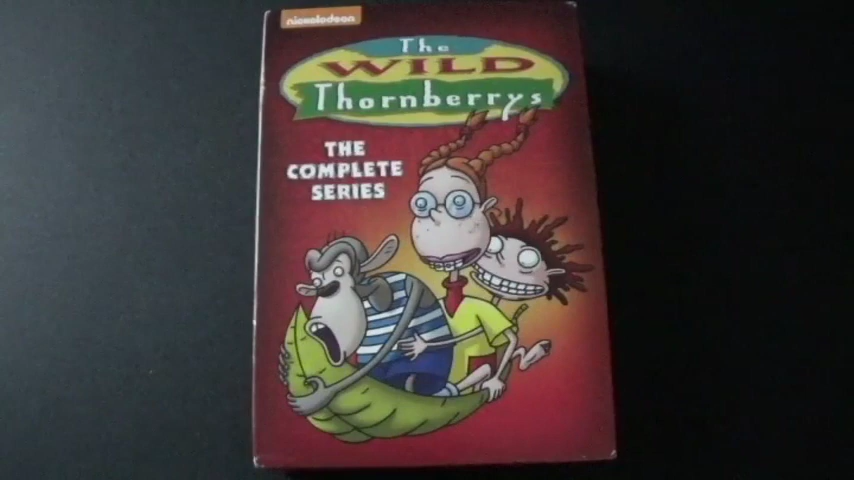 nickelodeon
The
WILD
Thornberrys
THE
COMPLETE
SERIES